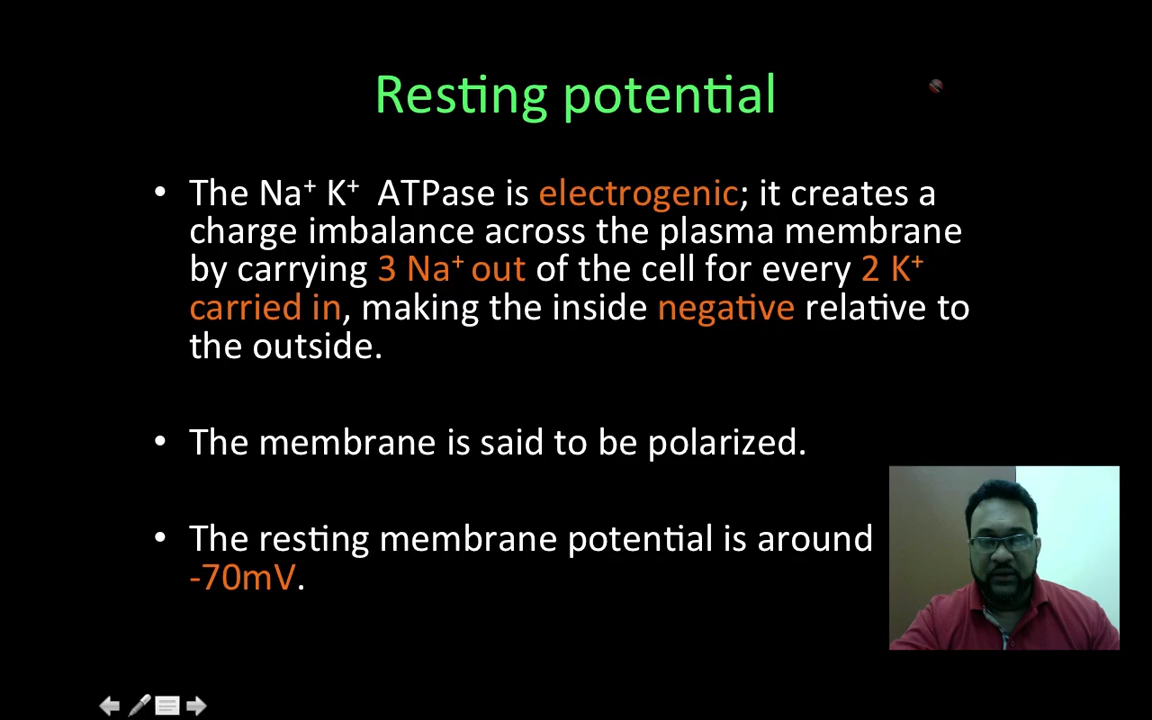 Resting potential
• The Na⁺ K⁺ ATPase is electrogenic; it creates a
charge imbalance across the plasma membrane
by carrying 3 Na⁺ out of the cell for every 2 K⁺
carried in, making the inside negative relative to
the outside.
• The membrane is said to be polarized.
• The resting membrane potential is around
-70mV.